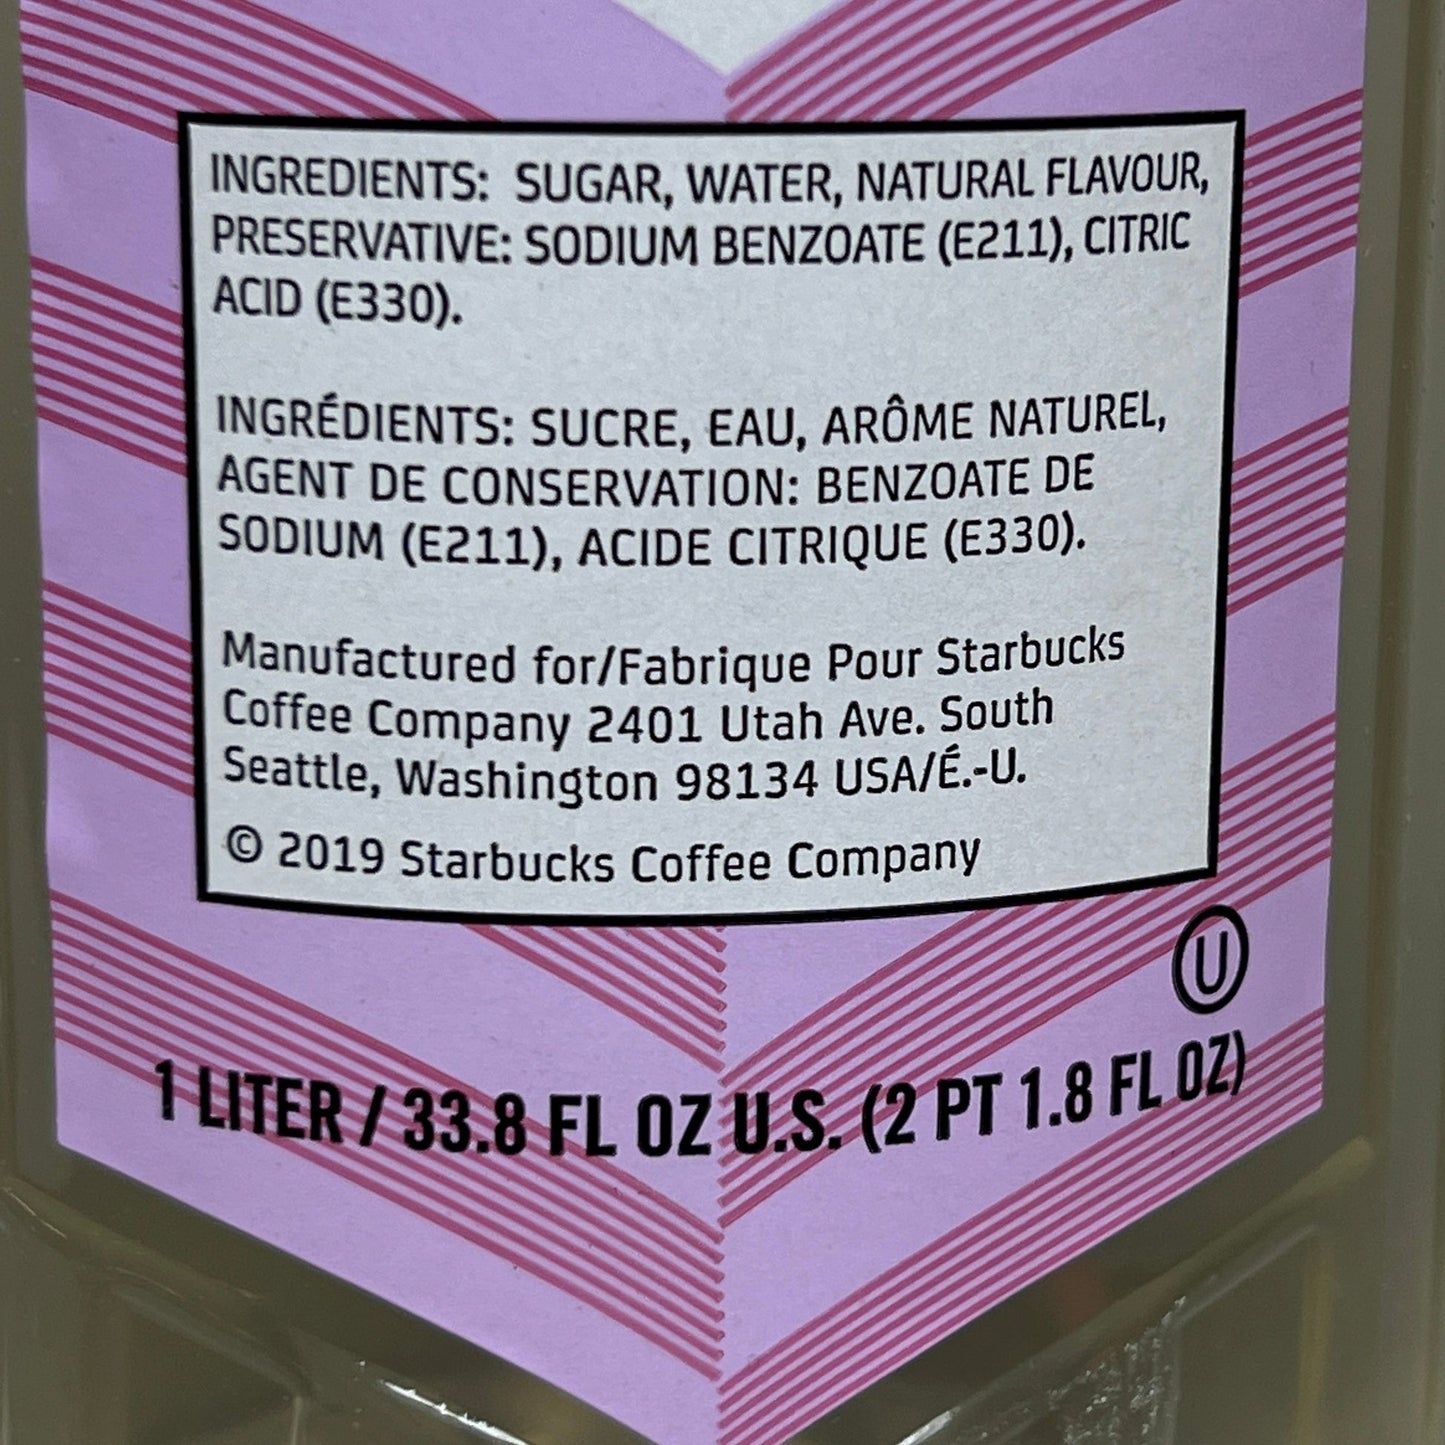 INGREDIENTS: SUGAR, WATER, NATURAL FLAVOUR,
PRESERVATIVE: SODIUM BENZOATE (E211), CITRIC
ACID (E330).
INGRÉDIENTS: SUCRE, EAU, ARÔME NATUREL,
AGENT DE CONSERVATION: BENZOATE DE
SODIUM (E211), ACIDE CITRIQUE (E330).
Manufactured for/Fabrique Pour Starbucks
Coffee Company 2401 Utah Ave. South
Seattle, Washington 98134 USA/É.-U.
© 2019 Starbucks Coffee Company
U
1 LITER / 33.8 FL OZ U.S. (2 PT 1.8 FL OZ)